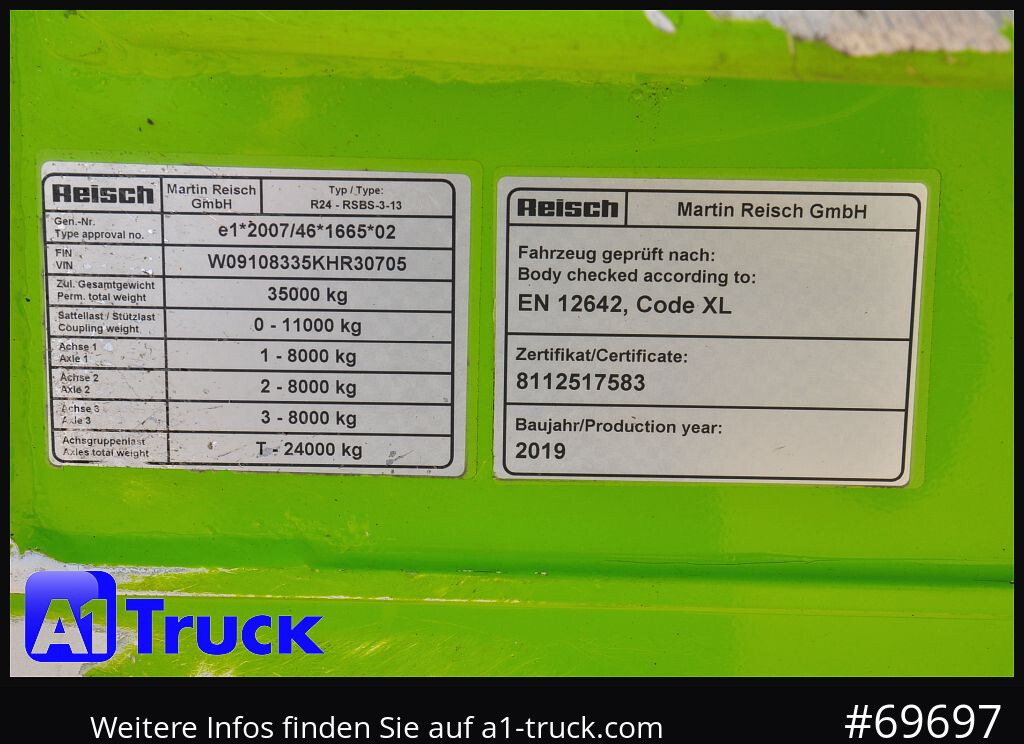 Reisch
Martin Reisch
GmbH
Typ / Type:
R24 - RSBS-3-13
Gen.-Nr.
Type approval no.
e1*2007/46*1665*02
FIN
VIN
W09108335KHR30705
Zul. Gesamtgewicht
Perm. total weight
35000 kg
Sattellast / Stützlast
Coupling weight
0 - 11000 kg
Achse 1
Axle 1
1 - 8000 kg
Achse 2
Axle 2
2 - 8000 kg
Achse 3
Axle 3
3 - 8000 kg
Achsgruppenlast
Axles total weight
T - 24000 kg
Reisch
Martin Reisch GmbH
Fahrzeug geprüft nach:
Body checked according to:
EN 12642, Code XL
Zertifikat/Certificate:
8112517583
Baujahr/Production year:
2019
A1 Truck
Weitere Infos finden Sie auf a1-truck.com
#69697